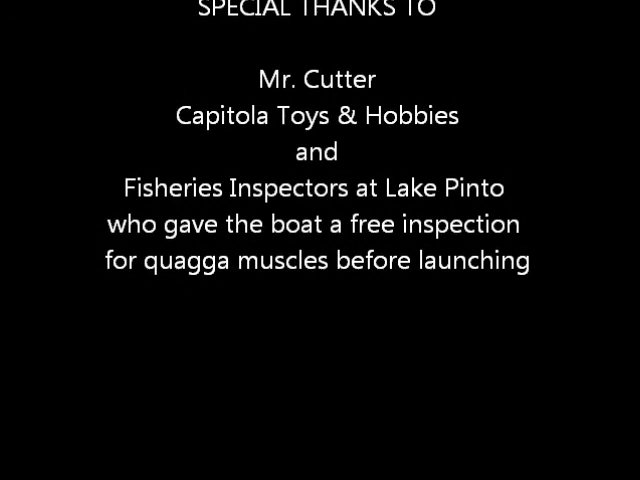 SPECIAL THANKS TO
Mr. Cutter
Capitola Toys & Hobbies
and
Fisheries Inspectors at Lake Pinto
who gave the boat a free inspection
for quagga muscles before launching